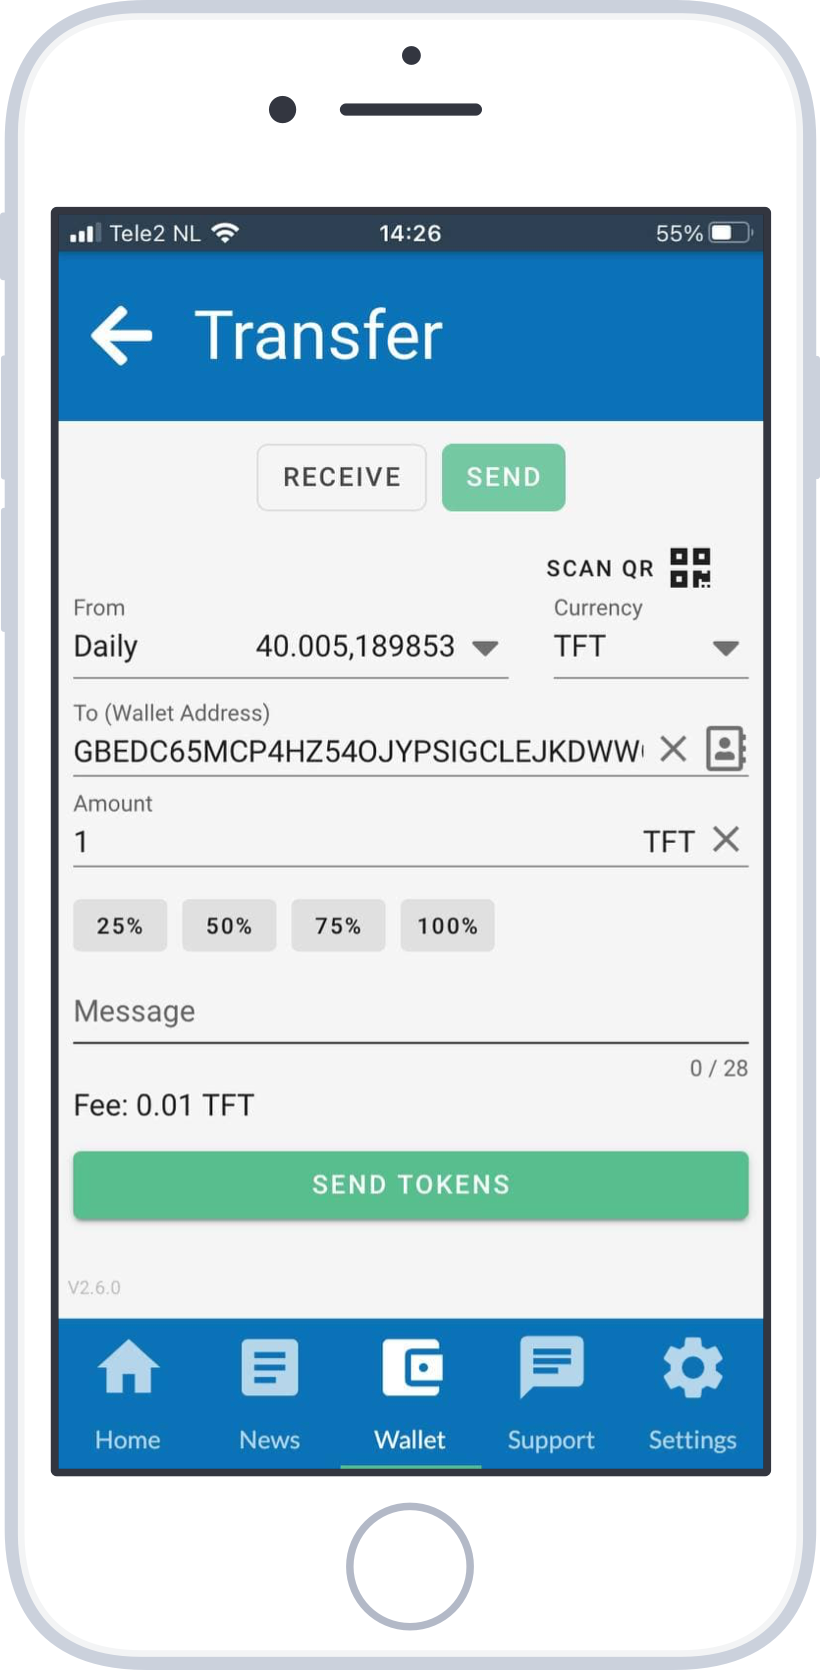 Tele2 NL 14:26 55%
Transfer
RECEIVE SEND
SCAN QR
From Currency
Daily 40.005,189853 TFT
To (Wallet Address)
GBEDC65MCP4HZ54OJYPSIGCLEJKDWW
Amount
1 TFT
25% 50% 75% 100%
Message
0 / 28
Fee: 0.01 TFT
SEND TOKENS
V2.6.0
Home News Wallet Support Settings